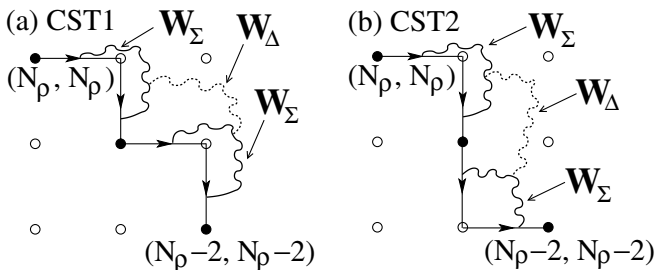 (a) CST1
W_Σ
W_Δ
(N_ρ, N_ρ)
W_Σ
(N_ρ−2, N_ρ−2)
(b) CST2
W_Σ
(N_ρ, N_ρ)
W_Δ
W_Σ
(N_ρ−2, N_ρ−2)